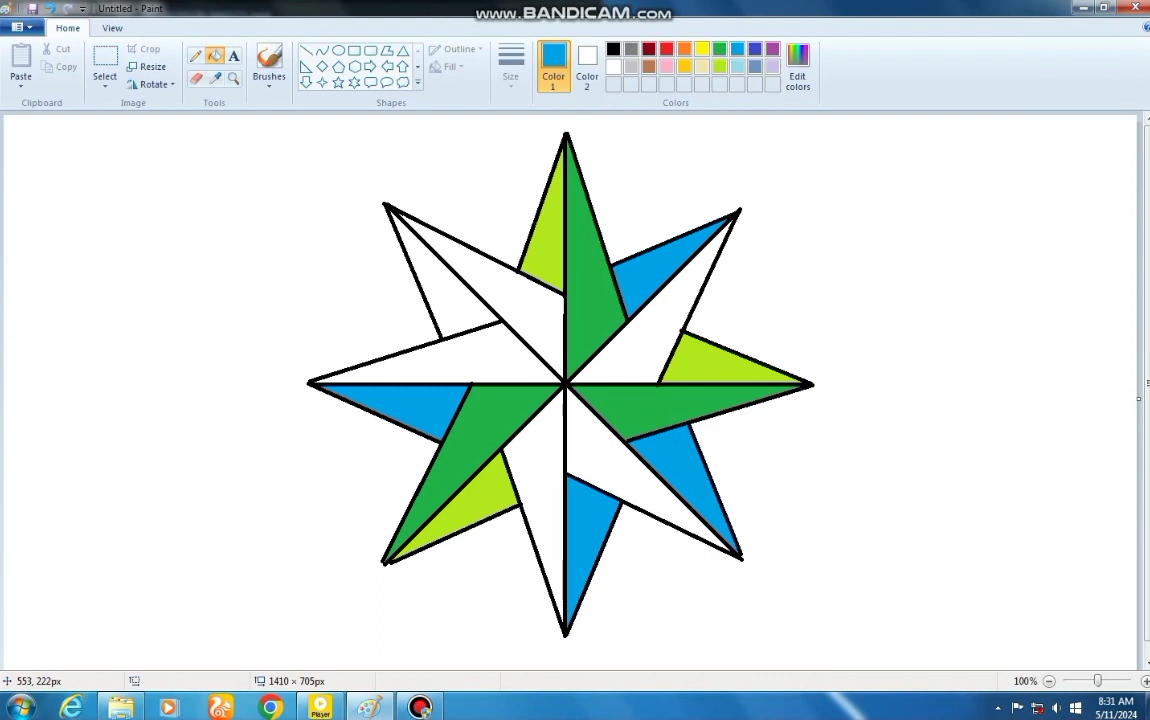 Untitled - Paint
www.BANDICAM.com
Home View
Paste
Cut
Copy
Clipboard
Select
Crop
Resize
Rotate
Image
A
Tools
Brushes
Outline
Fill
Shapes
Size
Color 1
Color 2
Edit colors
Colors
553, 222px
1410 × 705px
100%
Player
8:31 AM
5/11/2024